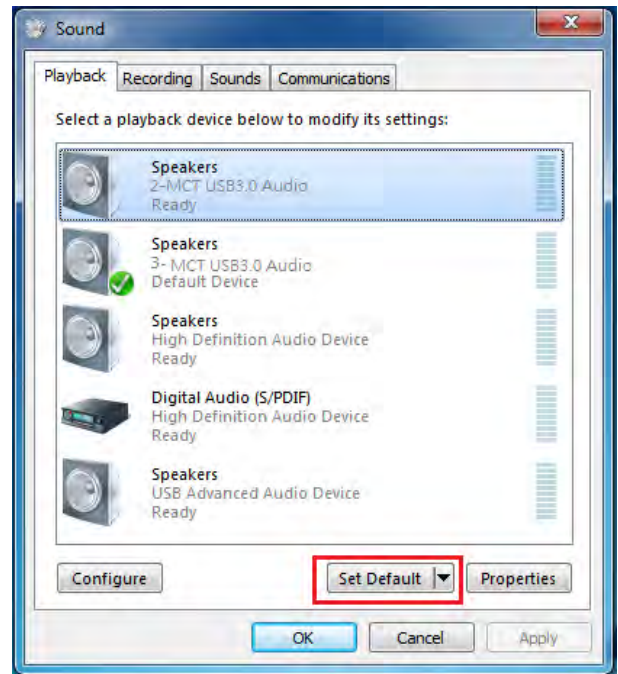 Sound
Playback Recording Sounds Communications
Select a playback device below to modify its settings:
Speakers
2-MCT USB3.0 Audio
Ready
Speakers
3- MCT USB3.0 Audio
Default Device
Speakers
High Definition Audio Device
Ready
Digital Audio (S/PDIF)
High Definition Audio Device
Ready
Speakers
USB Advanced Audio Device
Ready
Configure Set Default Properties
OK Cancel Apply